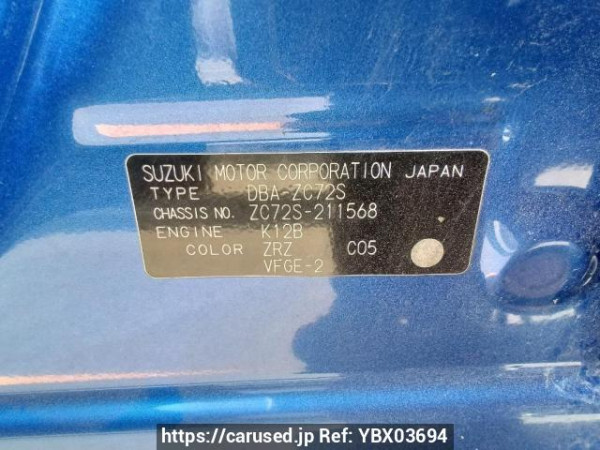 SUZUKI MOTOR CORPORATION JAPAN
TYPE DBA-ZC72S
CHASSIS NO. ZC72S-211568
ENGINE K12B
COLOR ZRZ C05
VFGE-2
https://carused.jp Ref: YBX03694